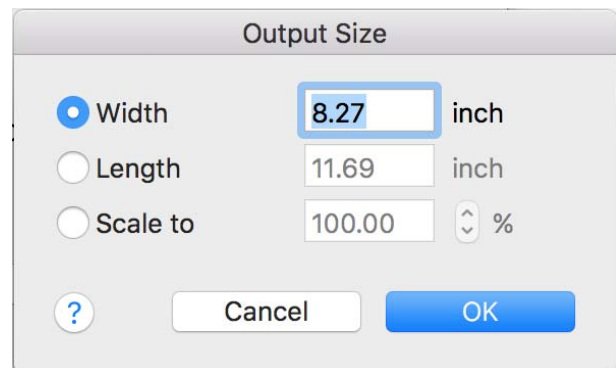 Output Size
Width 8.27 inch
Length 11.69 inch
Scale to 100.00 %
? Cancel OK